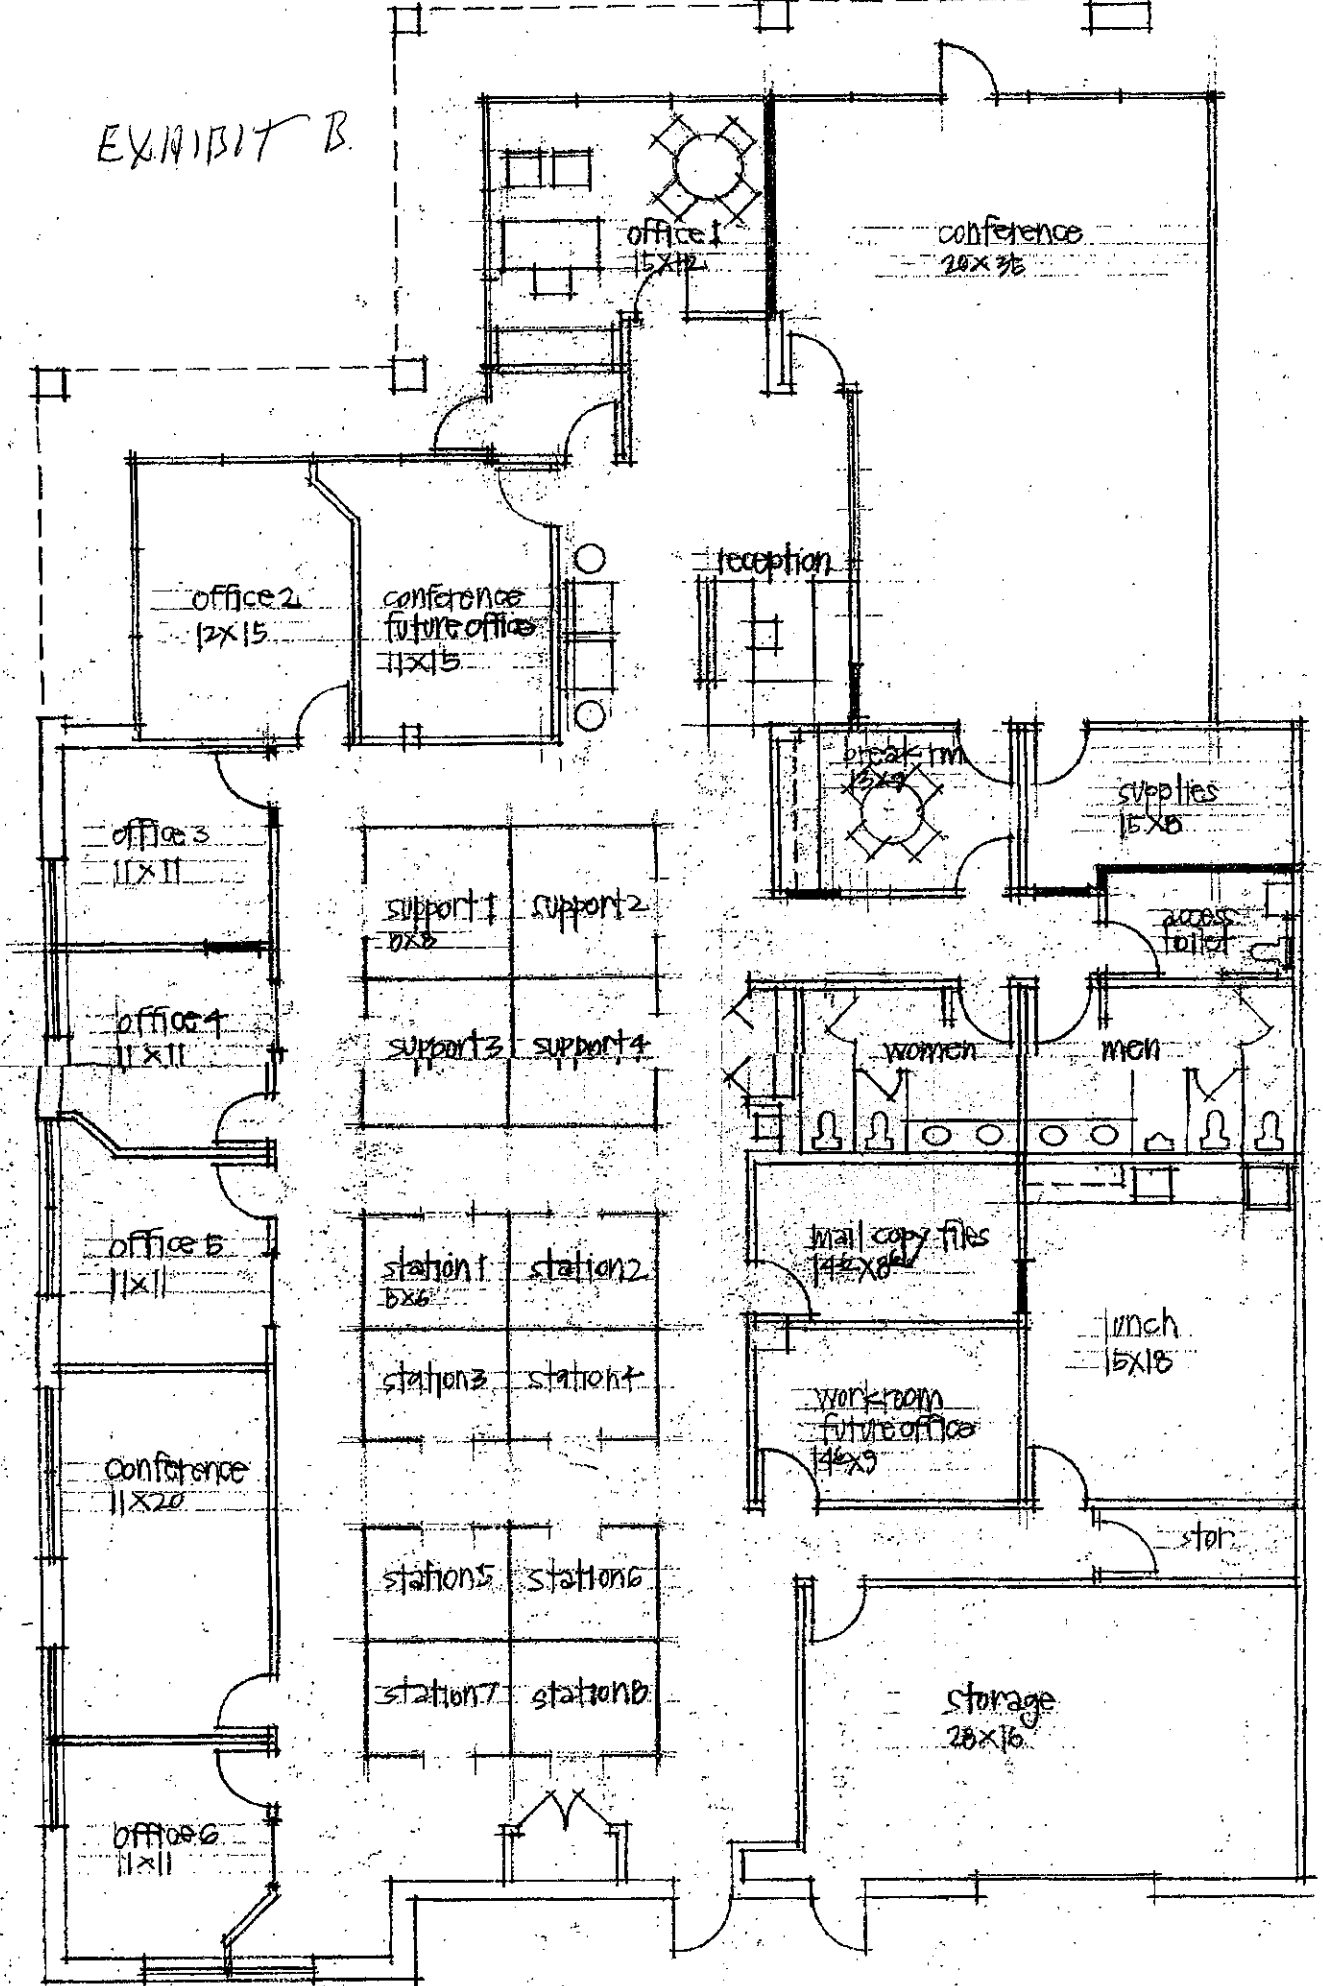 EXHIBIT B.
office 1
15X12
conference
20X35
reception
office 2
12X15
conference
future office
11X15
break rm
13X9
supplies
15X8
office 3
11X11
support 1
8X8
support 2
access
toilet
office 4
11X11
support 3
support 4
women
men
office 5
11X11
station 1
8X6
station 2
mail copy files
lunch
15X18
station 3
station 4
workroom
future office
conference
11X20
stor.
station 5
station 6
station 7
station 8
storage
28X16
office 6
11X11